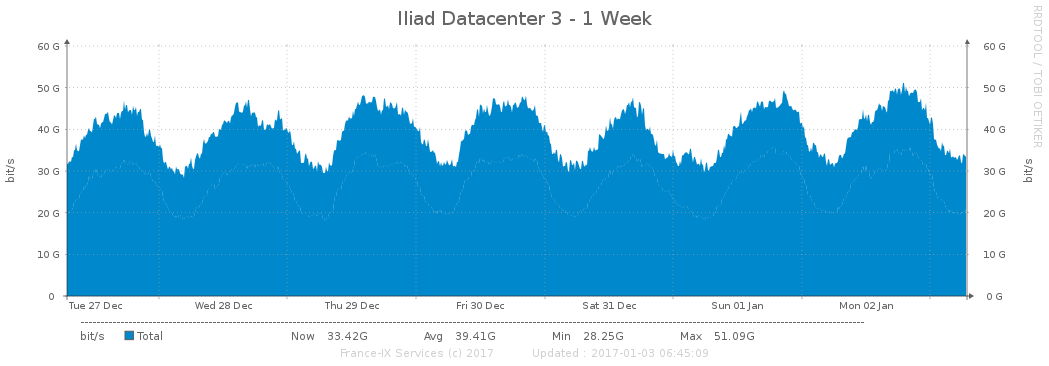 Iliad Datacenter 3 - 1 Week
RRDTOOL / TOBI OETIKER
60 G 60 G
50 G 50 G
40 G 40 G
30 G 30 G
20 G 20 G
10 G 10 G
0 0 G
bit/s bit/s
Tue 27 Dec Wed 28 Dec Thu 29 Dec Fri 30 Dec Sat 31 Dec Sun 01 Jan Mon 02 Jan
bit/s Total Now 33.42G Avg 39.41G Min 28.25G Max 51.09G
France-IX Services (c) 2017 Updated : 2017-01-03 06:45:09